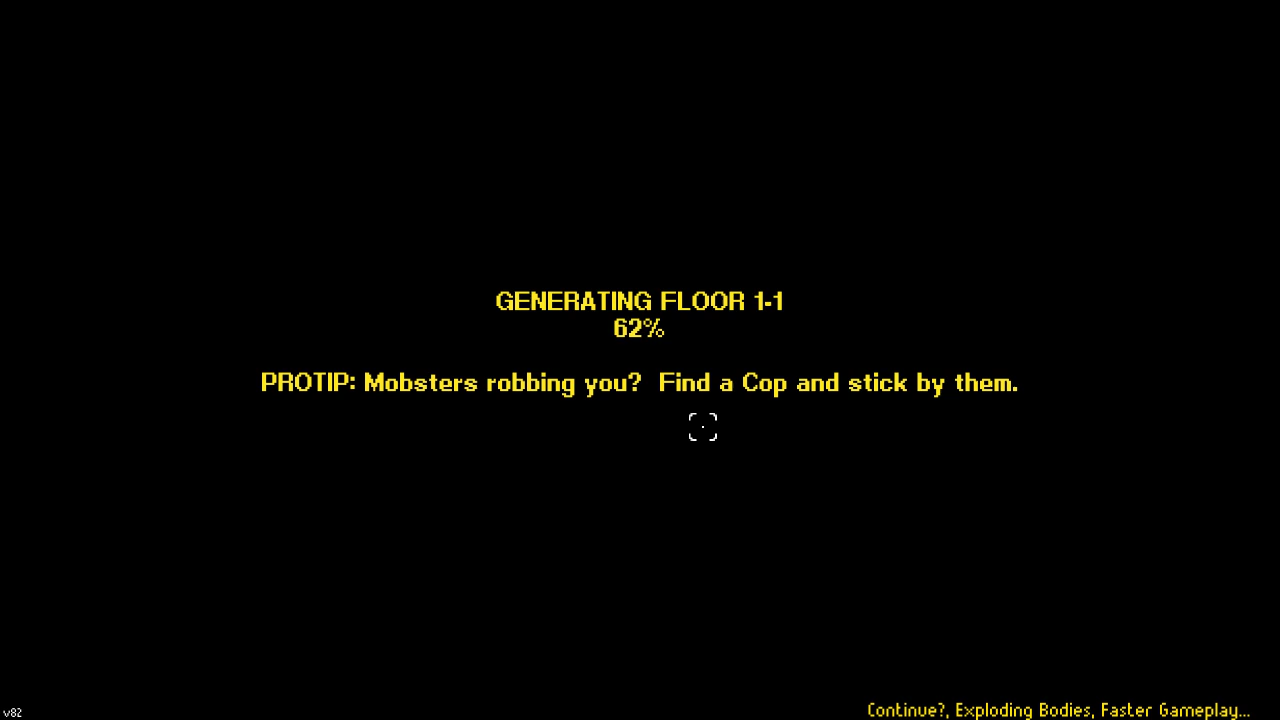 GENERATING FLOOR 1-1
62%
PROTIP: Mobsters robbing you?  Find a Cop and stick by them.
v82
Continue?, Exploding Bodies, Faster Gameplay...